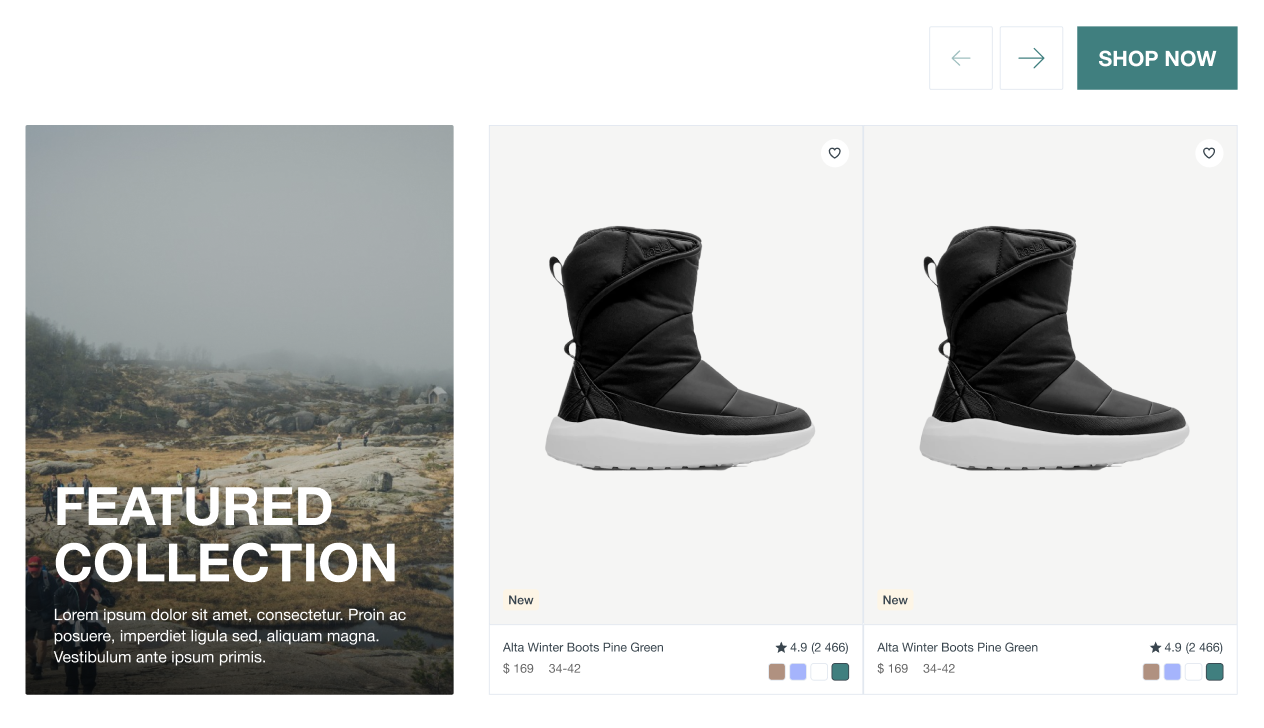 SHOP NOW
FEATURED
COLLECTION
Lorem ipsum dolor sit amet, consectetur. Proin ac
posuere, imperdiet ligula sed, aliquam magna.
Vestibulum ante ipsum primis.
New
Alta Winter Boots Pine Green
4.9 (2 466)
$ 169 34-42
New
Alta Winter Boots Pine Green
4.9 (2 466)
$ 169 34-42